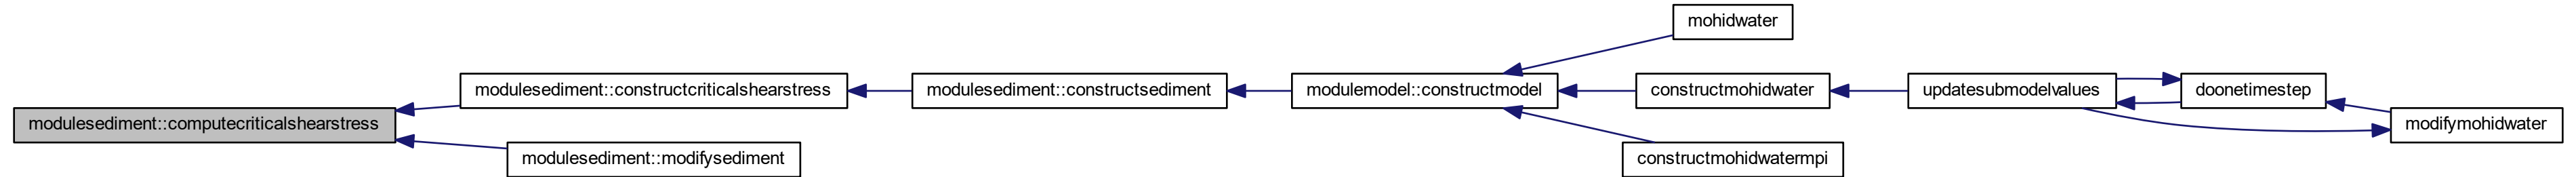 modulesediment::computecriticalshearstress
modulesediment::constructcriticalshearstress
modulesediment::modifysediment
modulesediment::constructsediment
modulemodel::constructmodel
mohidwater
constructmohidwater
constructmohidwatermpi
updatesubmodelvalues
doonetimestep
modifymohidwater